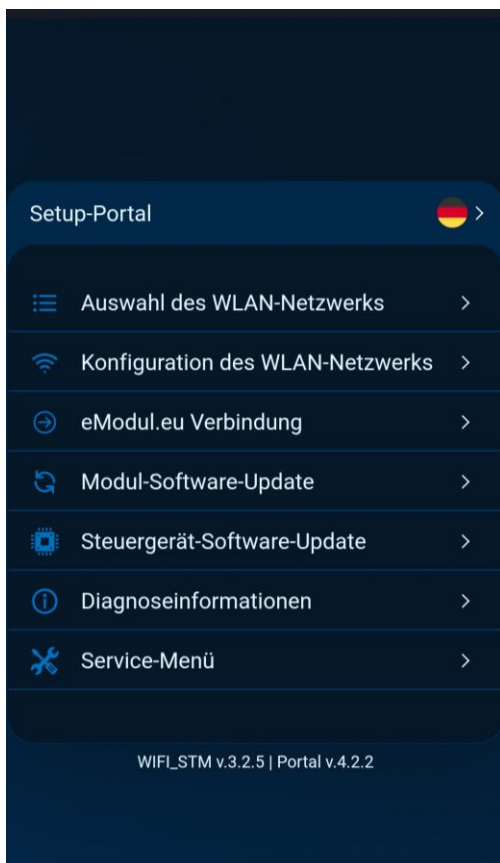 Setup-Portal
Auswahl des WLAN-Netzwerks
Konfiguration des WLAN-Netzwerks
eModul.eu Verbindung
Modul-Software-Update
Steuergerät-Software-Update
Diagnoseinformationen
Service-Menü
WIFI_STM v.3.2.5 | Portal v.4.2.2